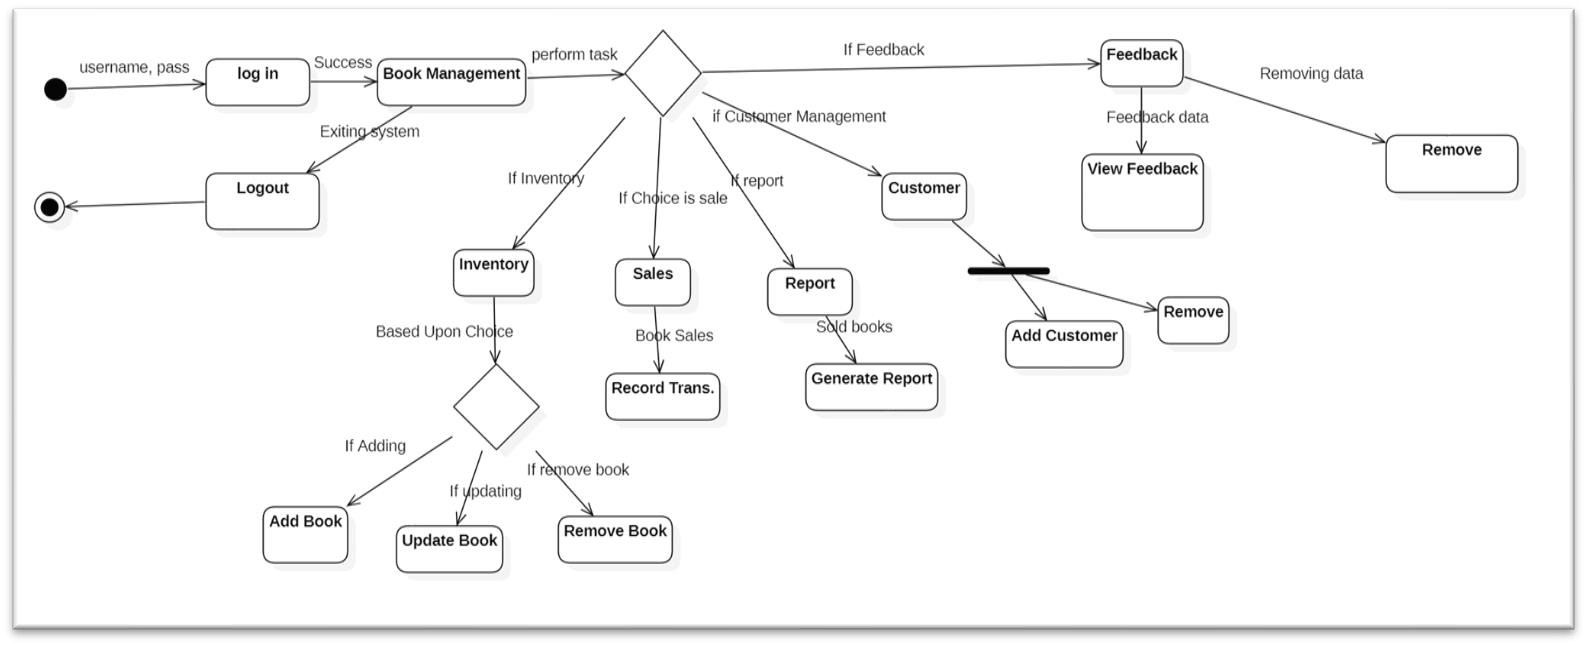 username, pass
log in
Success
Book Management
perform task
If Feedback
Feedback
Removing data
Exiting system
if Customer Management
Feedback data
Remove
Logout
If Inventory
If Choice is sale
If report
Customer
View Feedback
Inventory
Sales
Report
Remove
Based Upon Choice
Book Sales
Sold books
Add Customer
Record Trans.
Generate Report
If Adding
If updating
If remove book
Add Book
Update Book
Remove Book